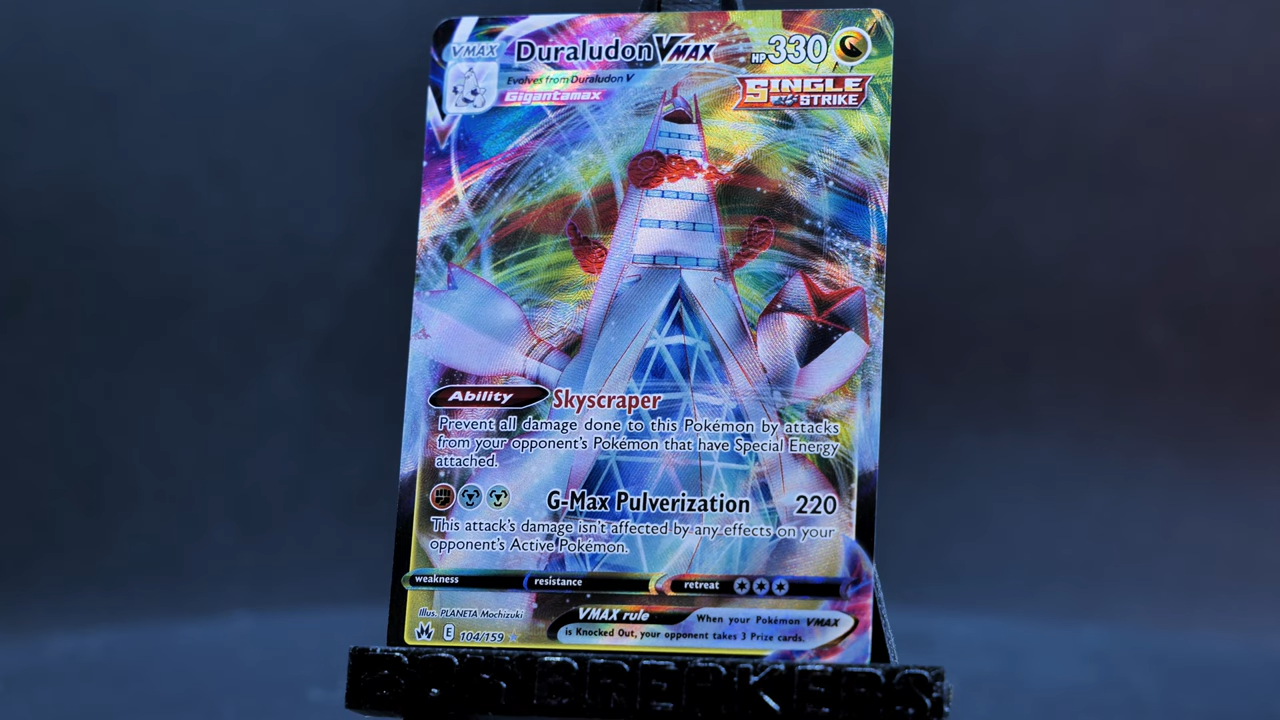 VMAX Duraludon VMAX HP 330
Evolves from Duraludon V
Gigantamax
SINGLE STRIKE
Ability Skyscraper
Prevent all damage done to this Pokémon by attacks
from your opponent's Pokémon that have Special Energy
attached.
G-Max Pulverization 220
This attack's damage isn't affected by any effects on your
opponent's Active Pokémon.
weakness resistance retreat
Illus. PLANETA Mochizuki
VMAX rule When your Pokémon VMAX
is Knocked Out, your opponent takes 3 Prize cards.
E 104/159
BREAKERS